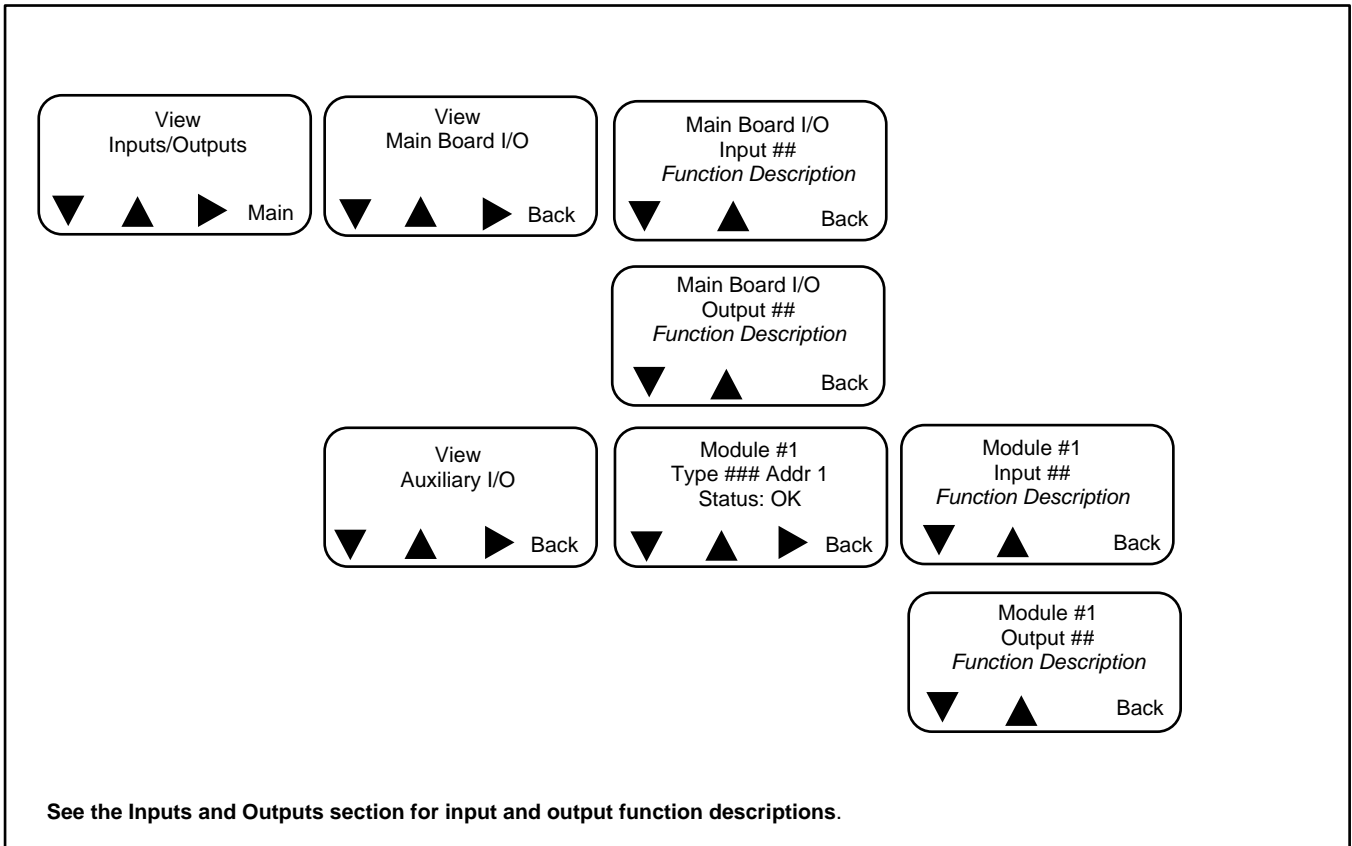 View
Inputs/Outputs
Main
View
Main Board I/O
Back
Main Board I/O
Input ##
Function Description
Back
Main Board I/O
Output ##
Function Description
Back
View
Auxiliary I/O
Back
Module #1
Type ### Addr 1
Status: OK
Back
Module #1
Input ##
Function Description
Back
Module #1
Output ##
Function Description
Back
See the Inputs and Outputs section for input and output function descriptions.